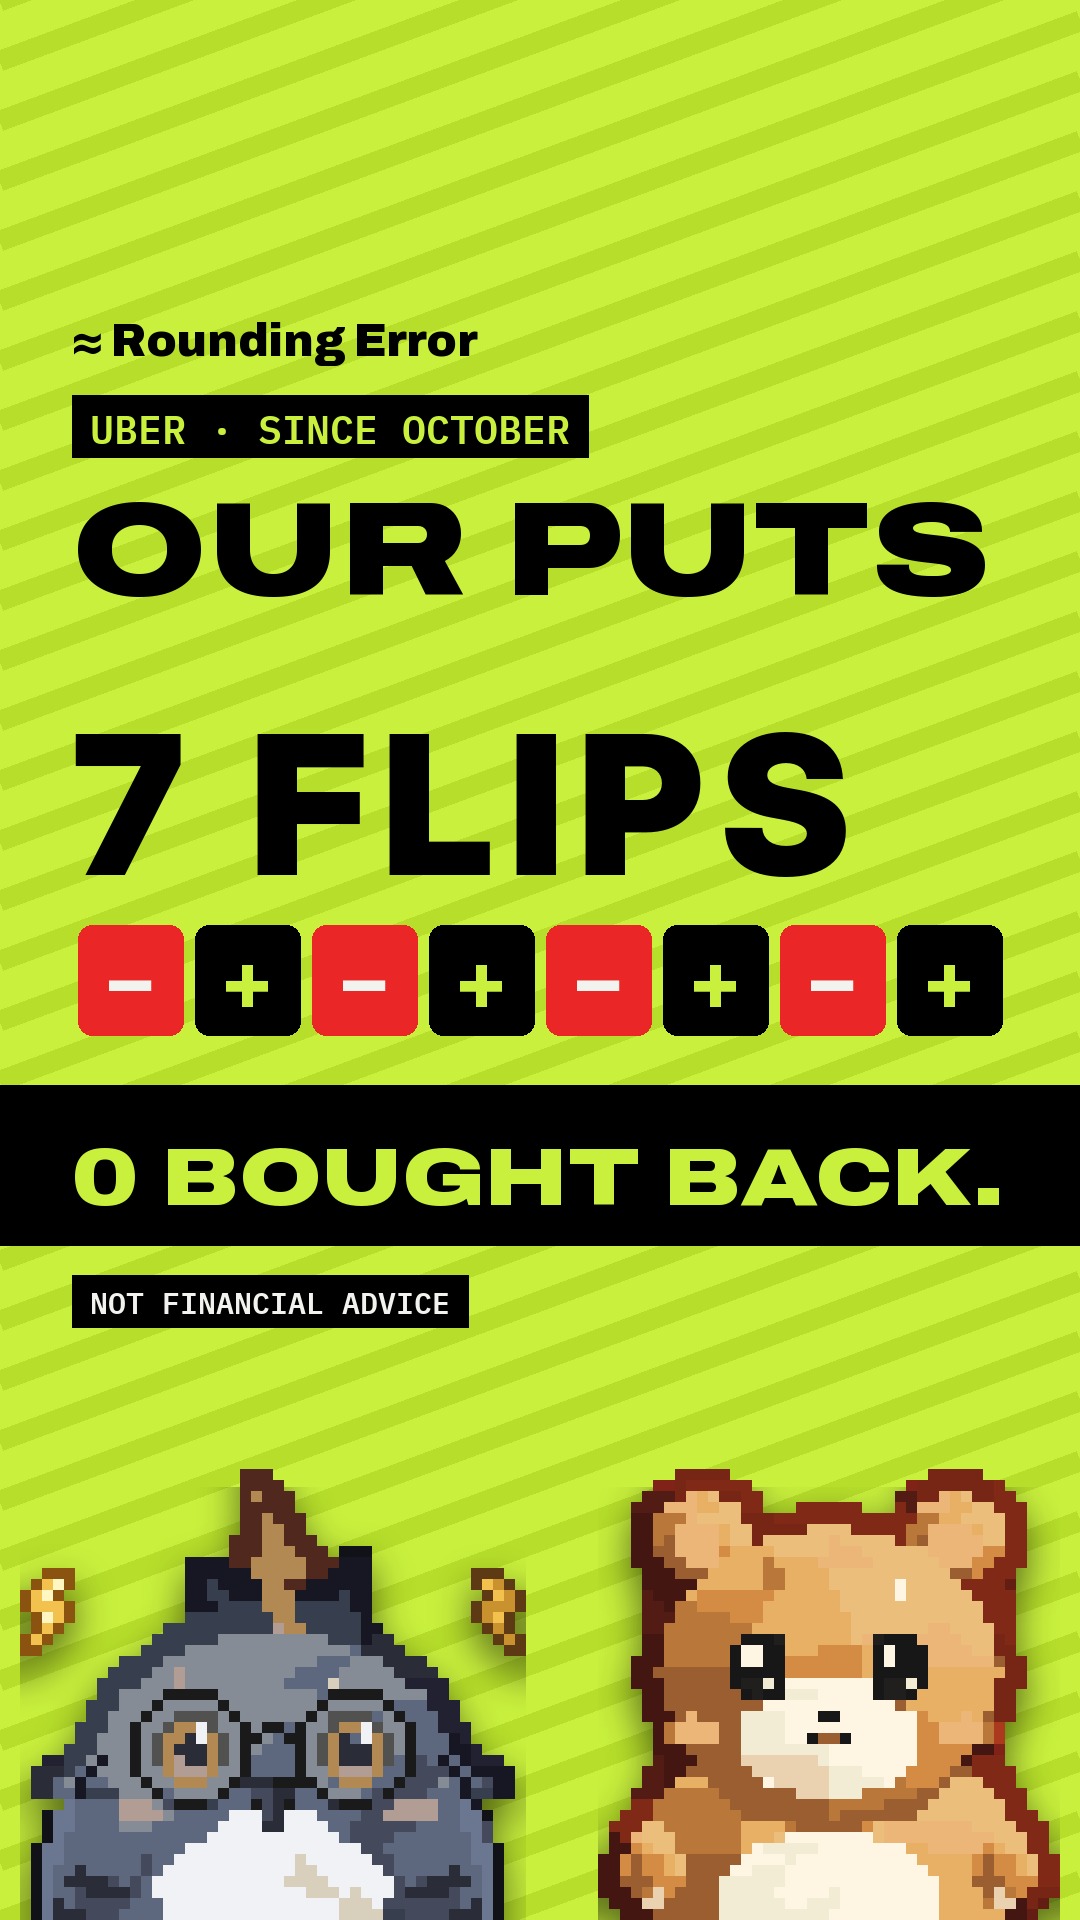 ≈ Rounding Error
UBER · SINCE OCTOBER
OUR PUTS
7 FLIPS
− + − + − + − +
0 BOUGHT BACK.
NOT FINANCIAL ADVICE